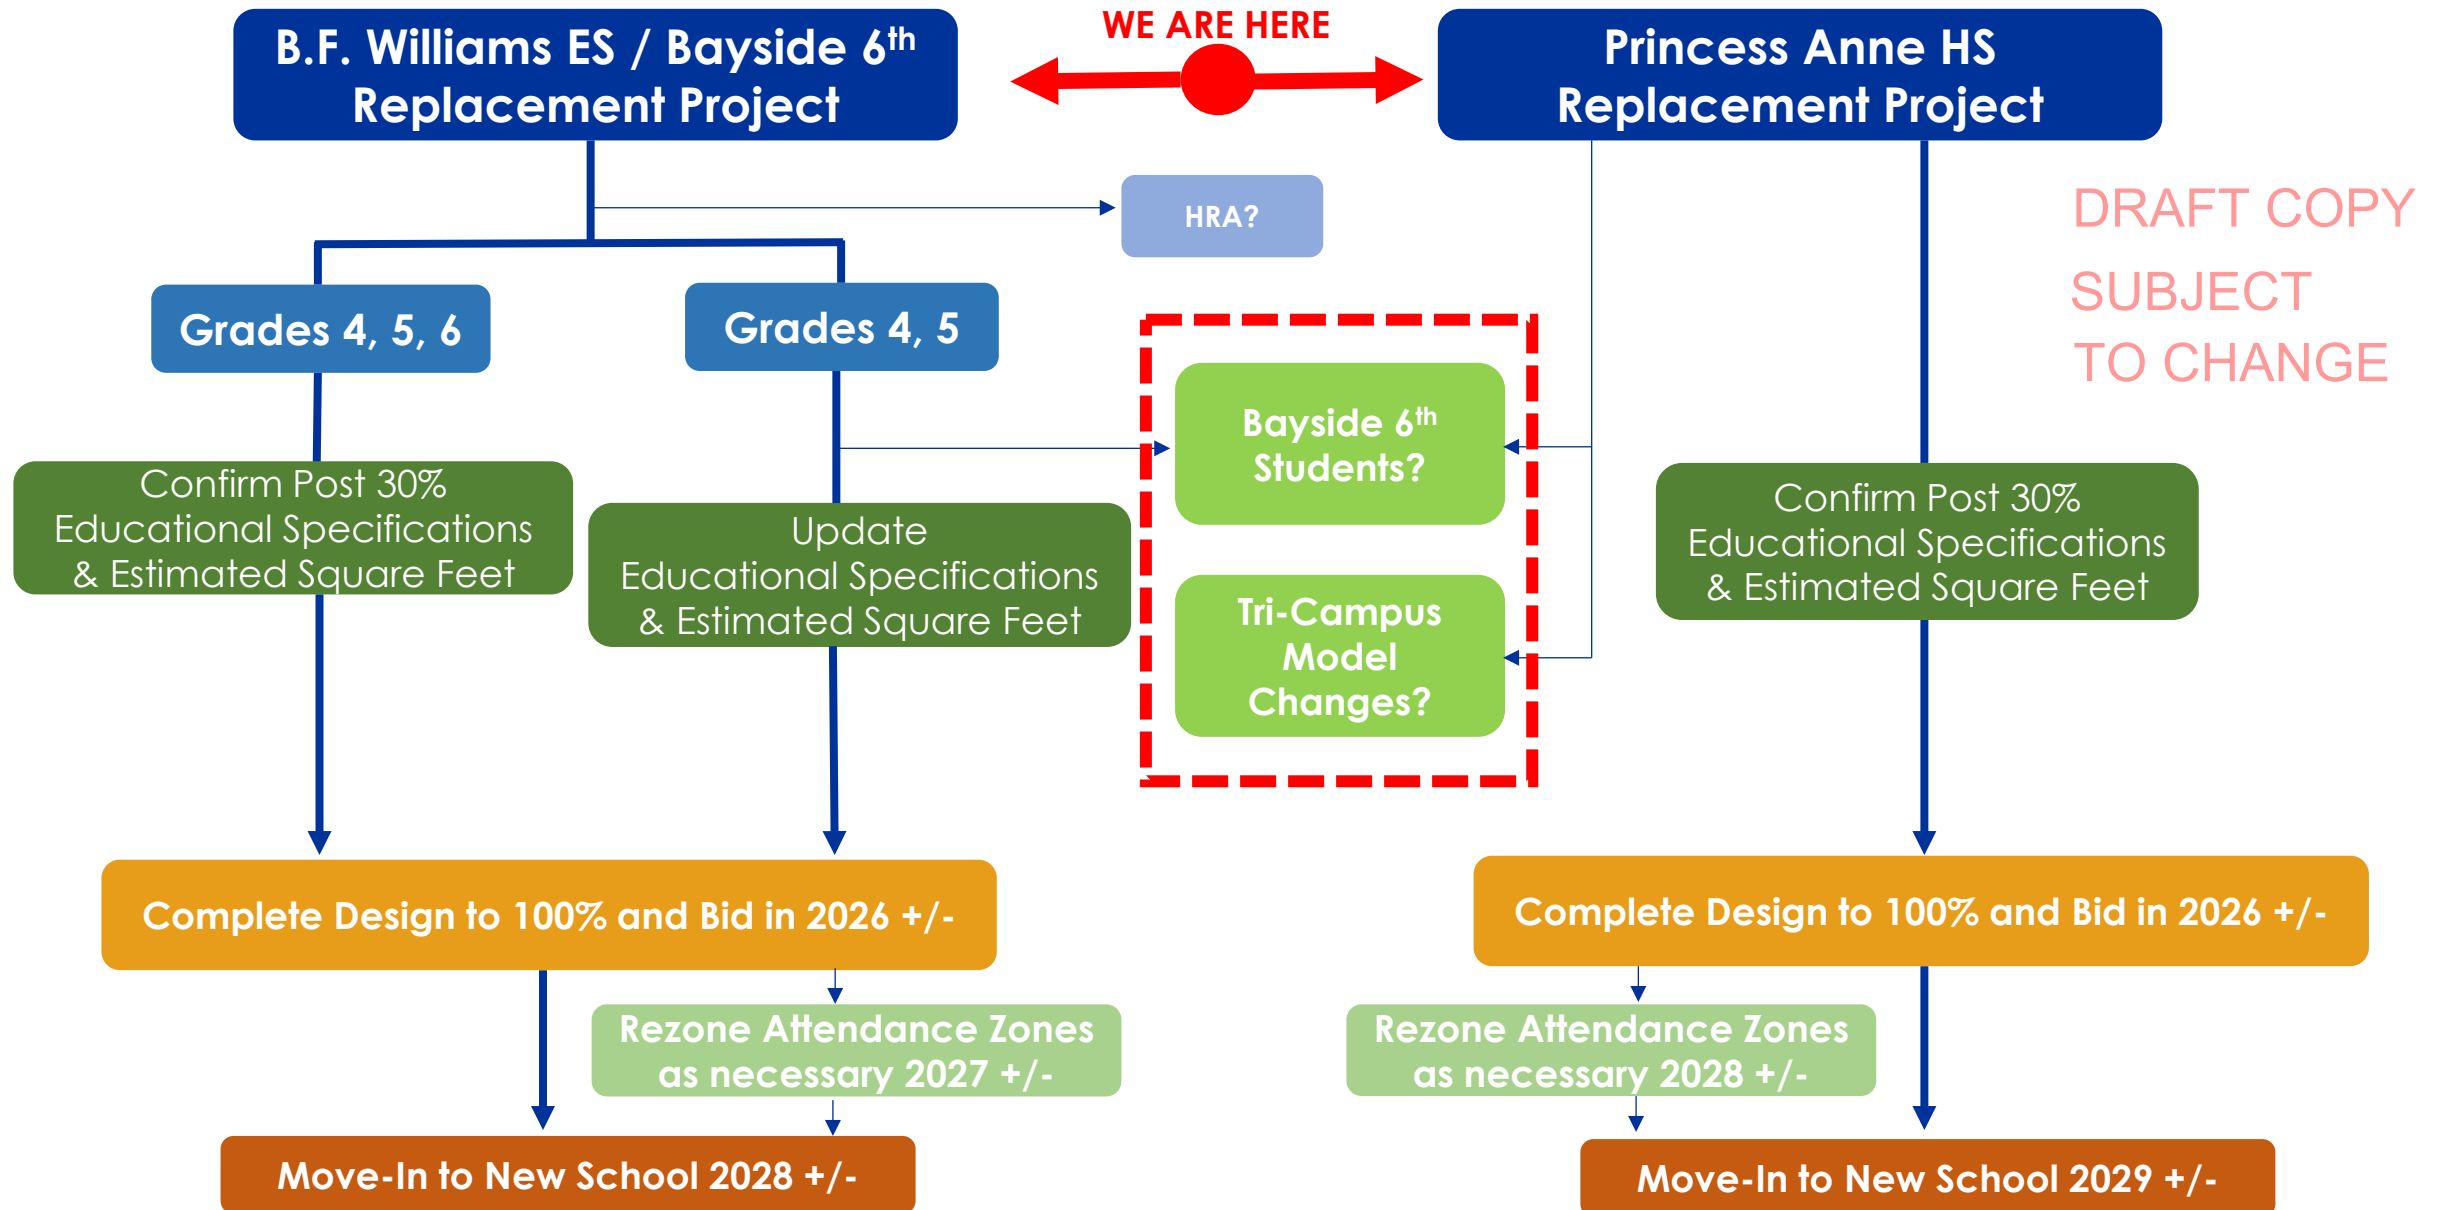 WE ARE HERE
B.F. Williams ES / Bayside 6th
Replacement Project
Princess Anne HS
Replacement Project
HRA?
DRAFT COPY
SUBJECT
TO CHANGE
Grades 4, 5, 6
Grades 4, 5
Bayside 6th
Students?
Confirm Post 30%
Educational Specifications
& Estimated Square Feet
Update
Educational Specifications
& Estimated Square Feet
Confirm Post 30%
Educational Specifications
& Estimated Square Feet
Tri-Campus
Model
Changes?
Complete Design to 100% and Bid in 2026 +/-
Complete Design to 100% and Bid in 2026 +/-
Rezone Attendance Zones
as necessary 2027 +/-
Rezone Attendance Zones
as necessary 2028 +/-
Move-In to New School 2028 +/-
Move-In to New School 2029 +/-